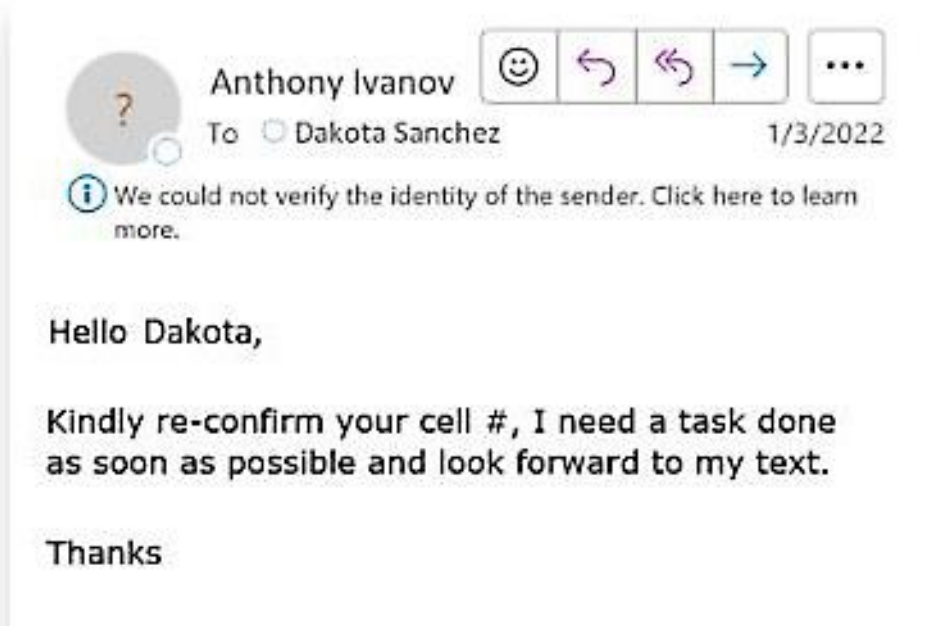 Anthony Ivanov
To Dakota Sanchez 1/3/2022
We could not verify the identity of the sender. Click here to learn
more.
Hello Dakota,
Kindly re-confirm your cell #, I need a task done
as soon as possible and look forward to my text.
Thanks